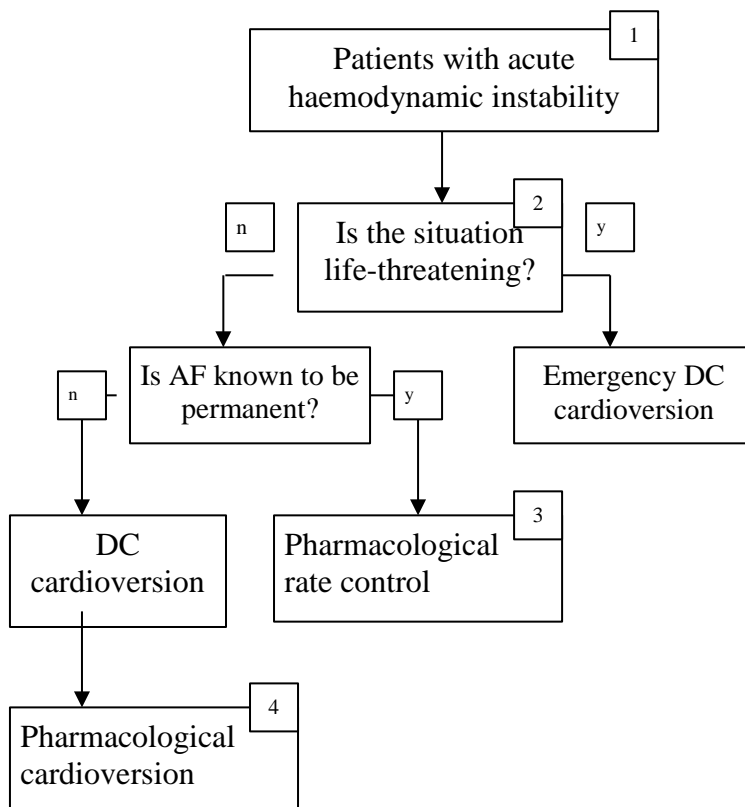 1
Patients with acute
haemodynamic instability
2
n
Is the situation
life-threatening?
y
n
Is AF known to be
permanent?
y
Emergency DC
cardioversion
DC
cardioversion
3
Pharmacological
rate control
4
Pharmacological
cardioversion